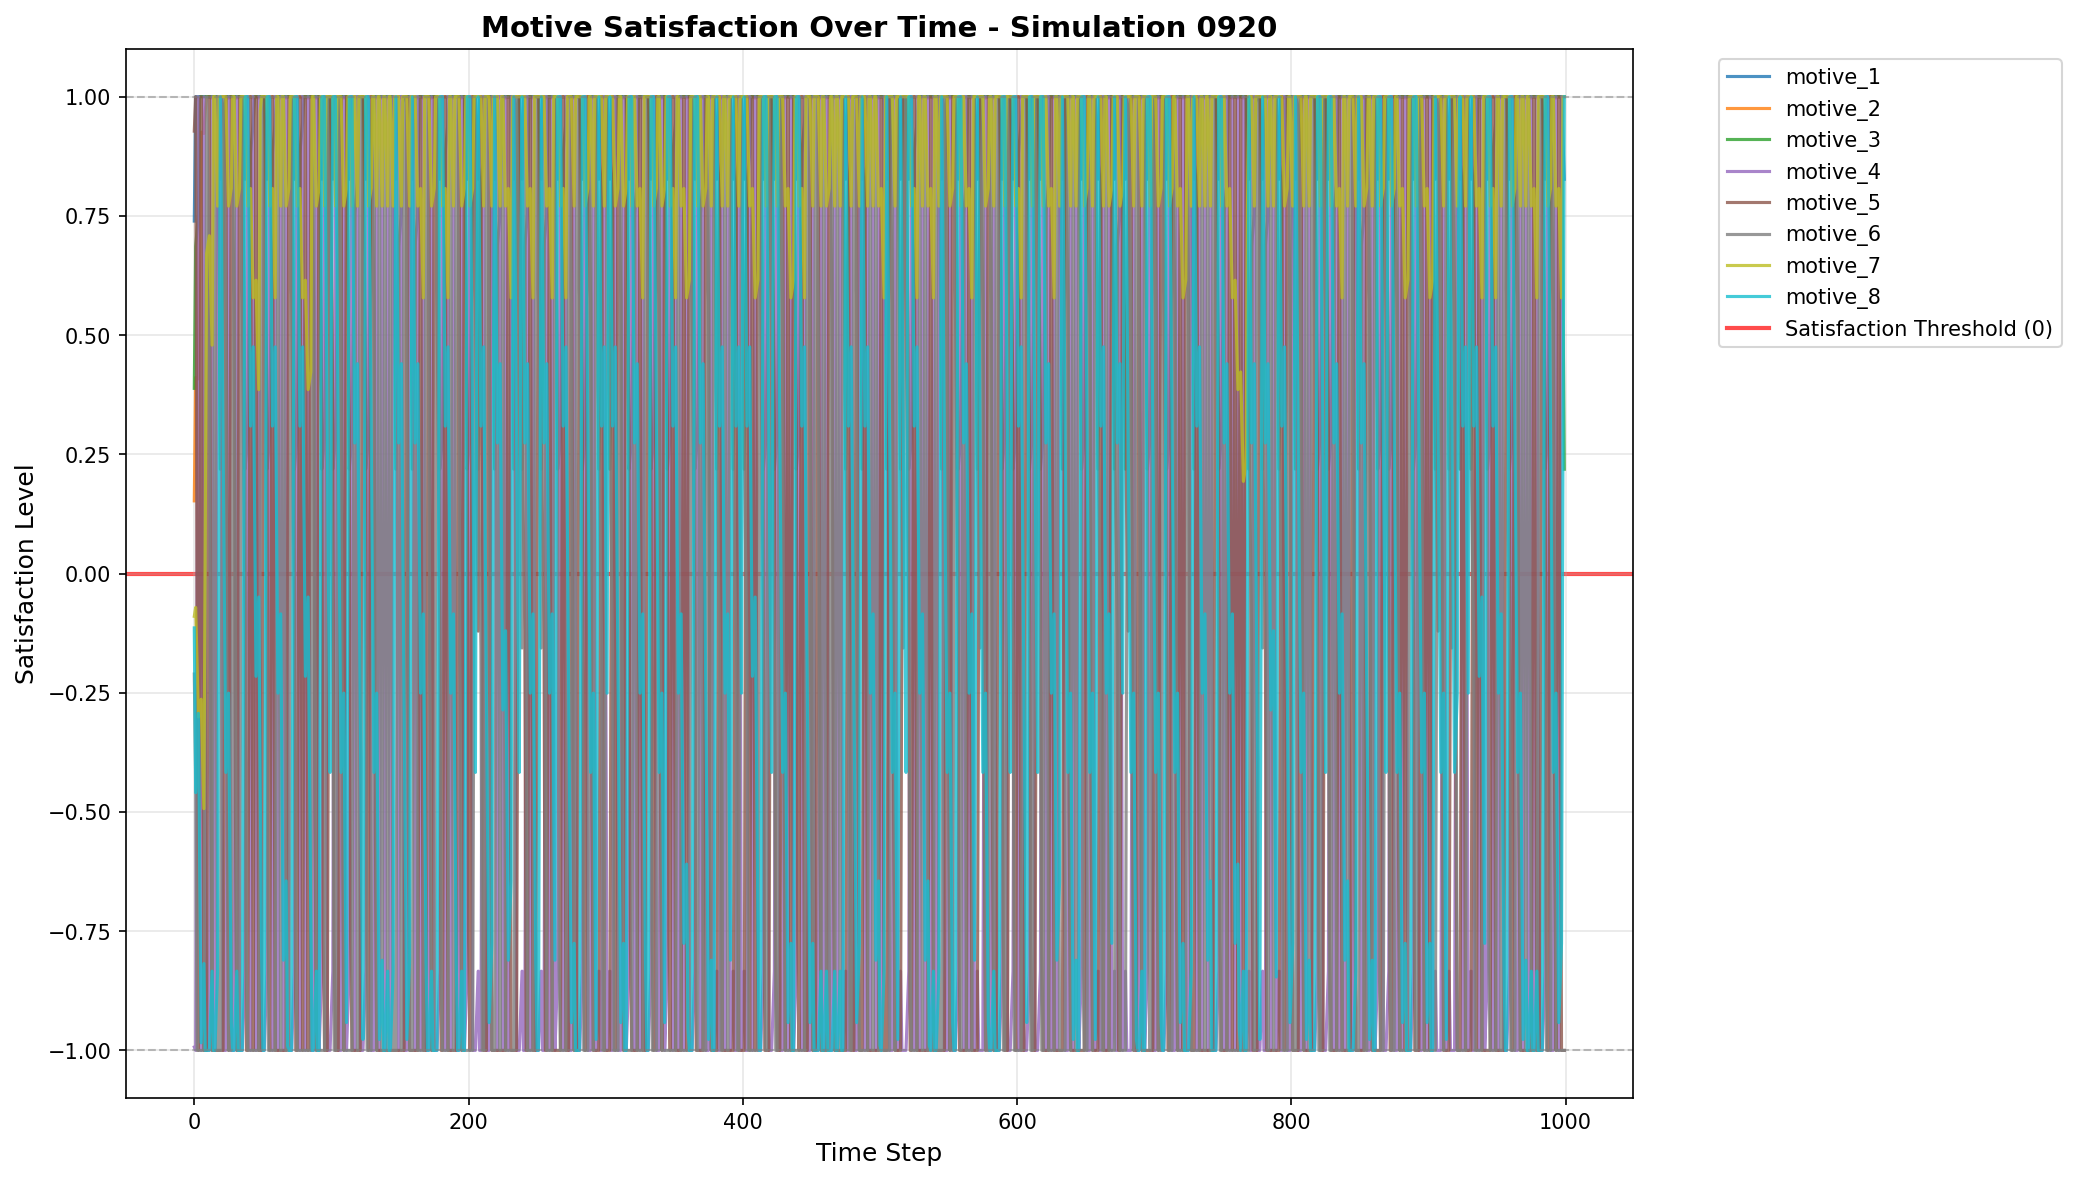 Motive Satisfaction Over Time - Simulation 0920
1.00
0.75
0.50
0.25
0.00
−0.25
−0.50
−0.75
−1.00
Satisfaction Level
0
200
400
600
800
1000
Time Step
motive_1
motive_2
motive_3
motive_4
motive_5
motive_6
motive_7
motive_8
Satisfaction Threshold (0)